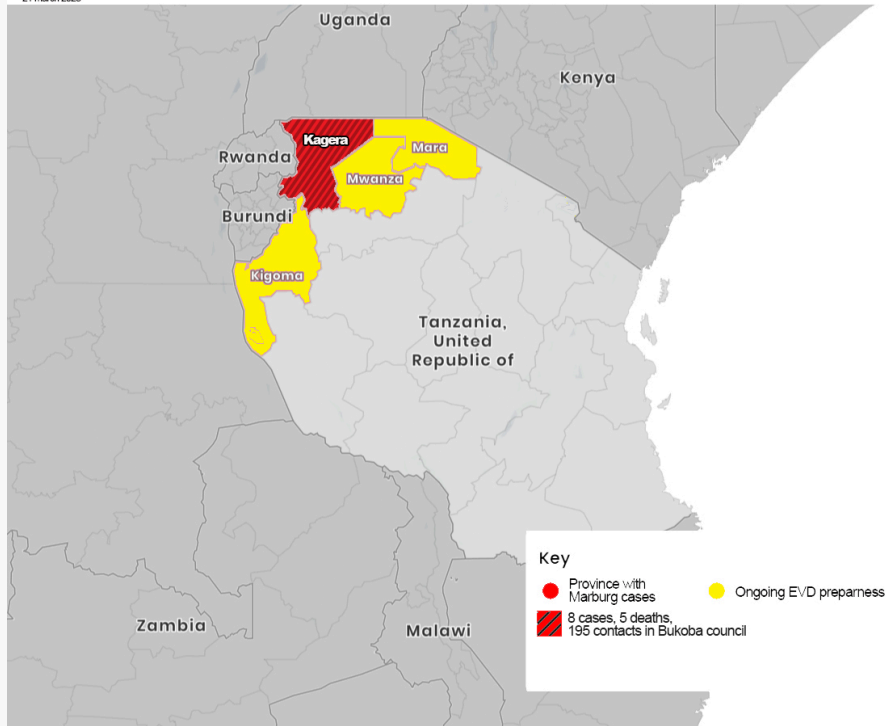 Uganda
Kenya
Kagera
Rwanda
Mara
Mwanza
Burundi
Kigoma
Tanzania,
United
Republic of
Key
Province with
Marburg cases
Ongoing EVD preparness
8 cases, 5 deaths,
195 contacts in Bukoba council
Zambia
Malawi